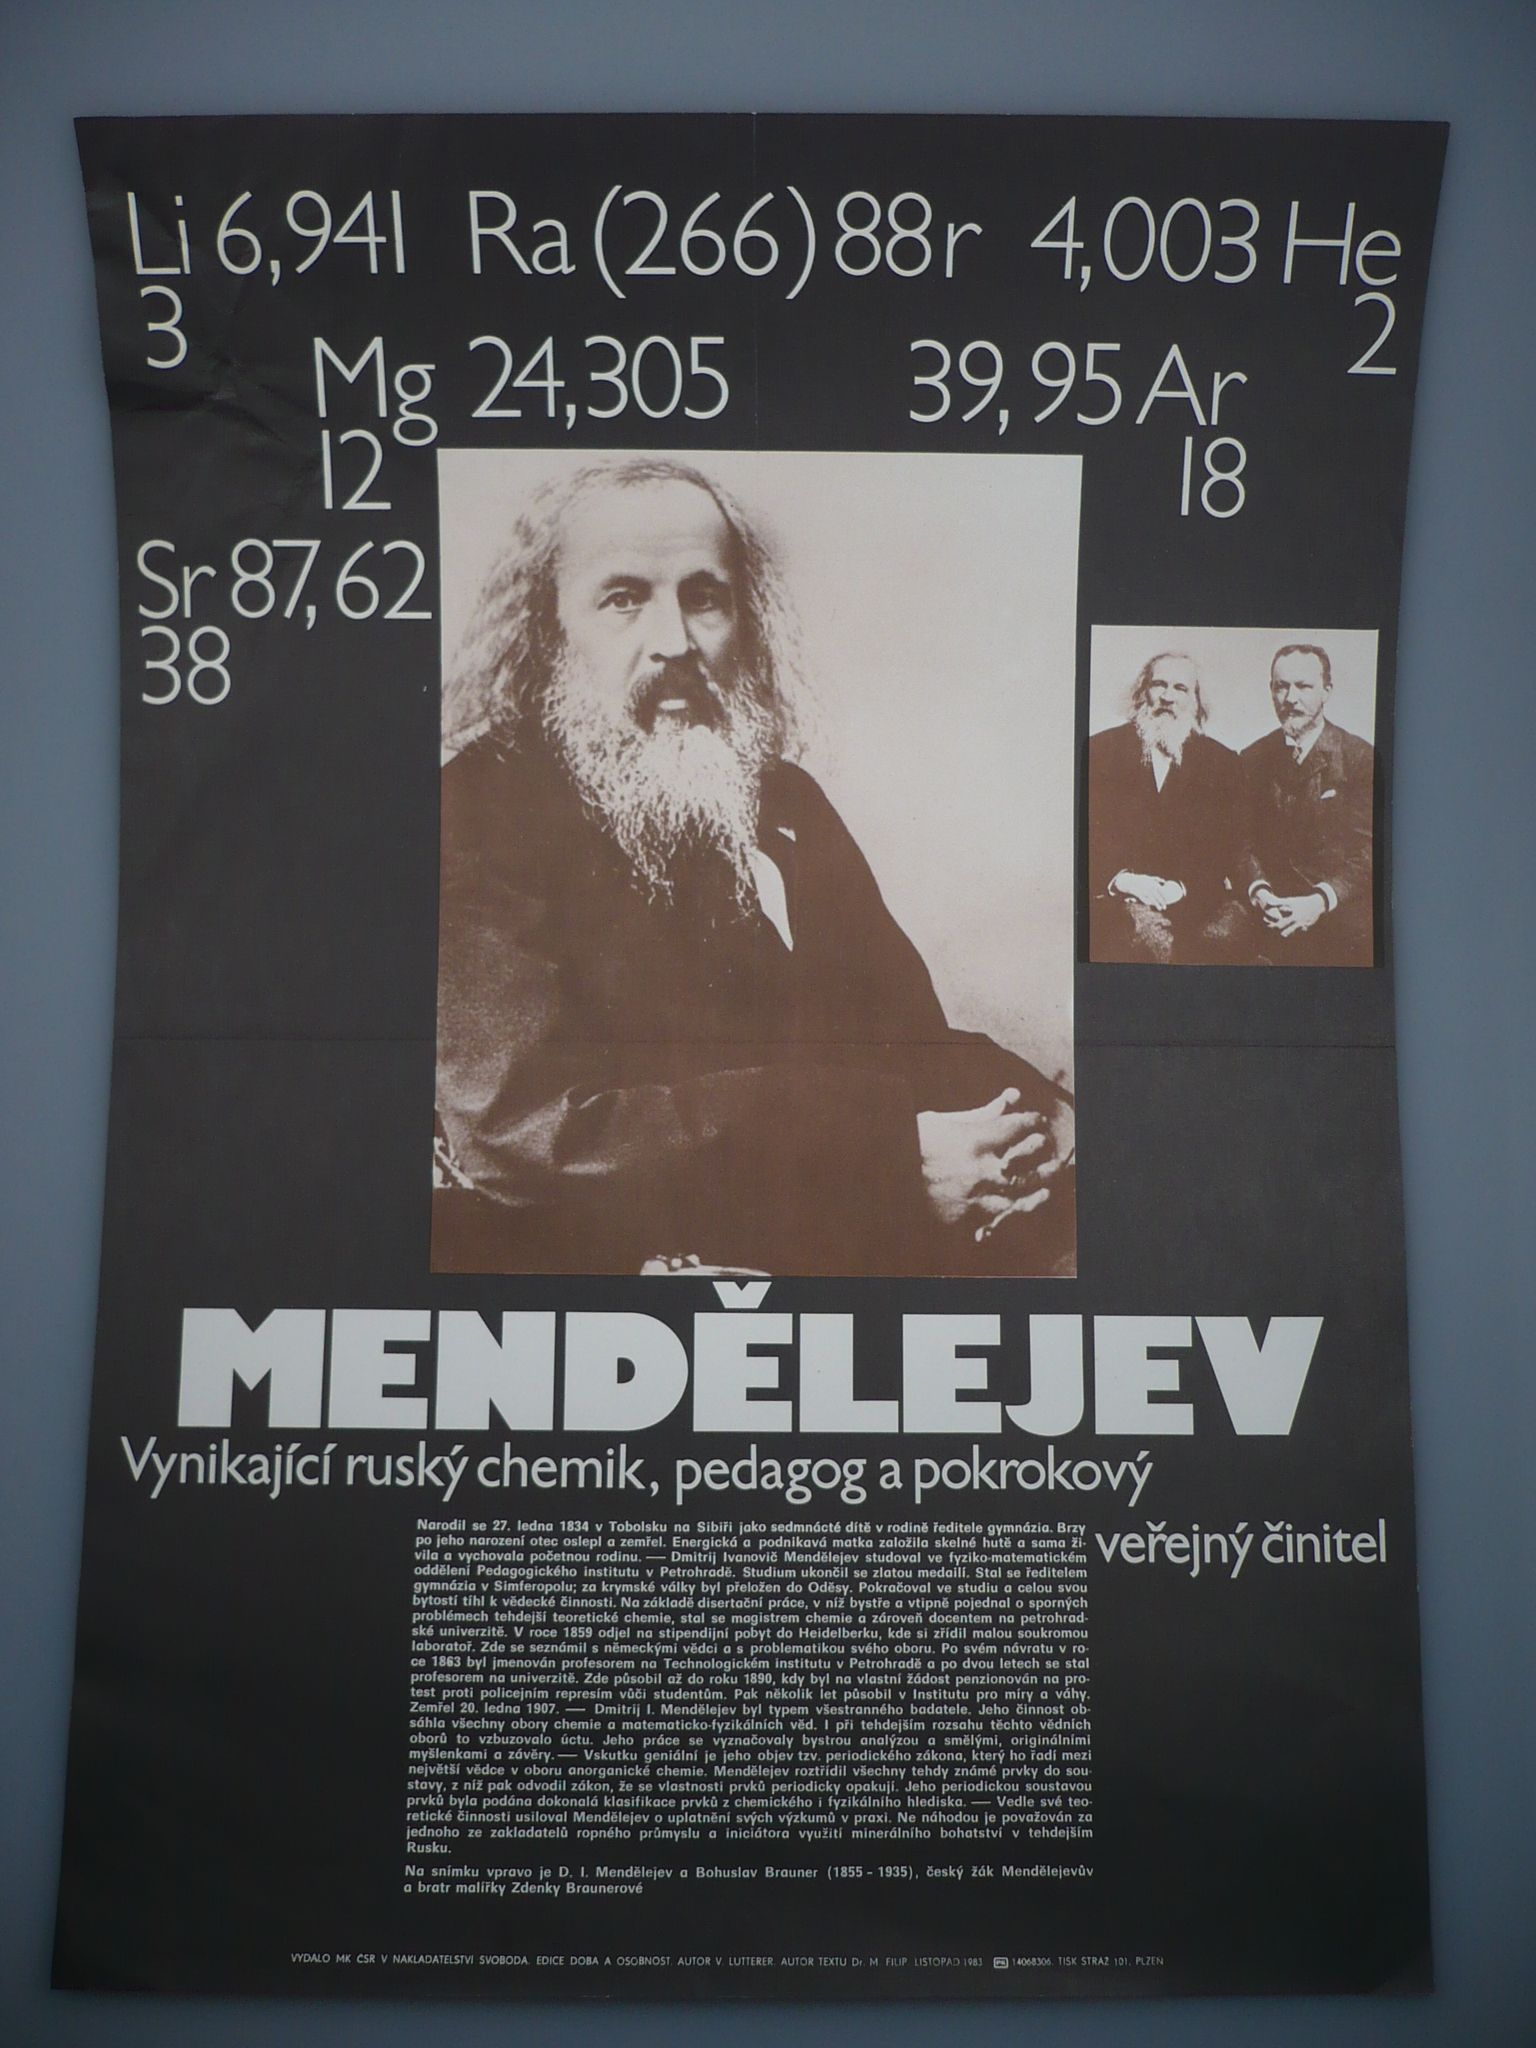 Li 6,941 Ra (266) 88 r 4,003 He
3 2
Mg 24,305 39,95 Ar
12 18
Sr 87,62
38
MENDĚLEJEV
Vynikající ruský chemik, pedagog a pokrokový
veřejný činitel
Narodil se 27. ledna 1834 v Tobolsku na Sibiři jako sedmnácté dítě v rodině ředitele gymnázia. Brzy
po jeho narození otec oslepl a zemřel. Energická a podnikavá matka založila skelné hutě a sama ži-
vila a vychovala početnou rodinu. — Dmitrij Ivanovič Mendělejev studoval ve fyziko-matematickém
oddělení Pedagogického institutu v Petrohradě. Studium ukončil se zlatou medailí. Stal se ředitelem
gymnázia v Simferopolu; za krymské války byl přeložen do Oděsy. Pokračoval ve studiu a celou svou
bytostí tíhl k vědecké činnosti. Na základě disertační práce, v níž bystře a vtipně pojednal o sporných
problémech tehdejší teoretické chemie, stal se magistrem chemie a zároveň docentem na petrohrad-
ské univerzitě. V roce 1859 odjel na stipendijní pobyt do Heidelberku, kde si zřídil malou soukromou
laboratoř. Zde se seznámil s německými vědci a s problematikou svého oboru. Po svém návratu v ro-
ce 1863 byl jmenován profesorem na Technologickém institutu v Petrohradě a po dvou letech se stal
profesorem na univerzitě. Zde působil až do roku 1890, kdy byl na vlastní žádost penzionován na pro-
test proti policejním represím vůči studentům. Pak několik let působil v Institutu pro míry a váhy.
Zemřel 20. ledna 1907. — Dmitrij I. Mendělejev byl typem všestranného badatele. Jeho činnost ob-
sáhla všechny obory chemie a matematicko-fyzikálních věd. I při tehdejším rozsahu těchto vědních
oborů to vzbuzovalo úctu. Jeho práce se vyznačovaly bystrou analýzou a smělými, originálními
myšlenkami a závěry. — Vskutku geniální je jeho objev tzv. periodického zákona, který ho řadí mezi
největší vědce v oboru anorganické chemie. Mendělejev roztřídil všechny tehdy známé prvky do sou-
stavy, z níž pak odvodil zákon, že se vlastnosti prvků periodicky opakují. Jeho periodickou soustavou
prvků byla podána dokonalá klasifikace prvků z chemického i fyzikálního hlediska. — Vedle své teo-
retické činnosti usiloval Mendělejev o uplatnění svých výzkumů v praxi. Ne náhodou je považován za
jednoho ze zakladatelů ropného průmyslu a iniciátora využití minerálního bohatství v tehdejším
Rusku.
Na snímku vpravo je D. I. Mendělejev a Bohuslav Brauner (1855 - 1935), český žák Mendělejevův
a bratr malířky Zdenky Braunerové
VYDALO MK ČSR V NAKLADATELSTVÍ SVOBODA. EDICE DOBA A OSOBNOST. AUTOR V. LUTTERER. AUTOR TEXTU Dr. M. FILIP. LISTOPAD 1983 14068306. TISK STRÁŽ 101, PLZEŇ